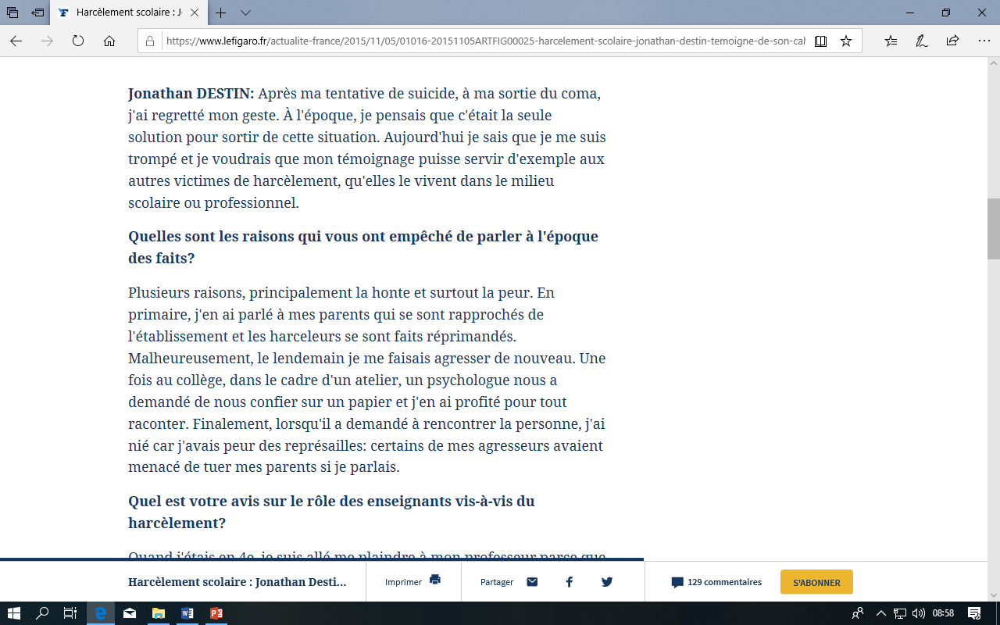 Harcèlement scolaire : J
https://www.lefigaro.fr/actualite-france/2015/11/05/01016-20151105ARTFIG00025-harcelement-scolaire-jonathan-destin-temoigne-de-son-cal
Jonathan DESTIN: Après ma tentative de suicide, à ma sortie du coma,
j'ai regretté mon geste. À l'époque, je pensais que c'était la seule
solution pour sortir de cette situation. Aujourd'hui je sais que je me suis
trompé et je voudrais que mon témoignage puisse servir d'exemple aux
autres victimes de harcèlement, qu'elles le vivent dans le milieu
scolaire ou professionnel.
Quelles sont les raisons qui vous ont empêché de parler à l'époque
des faits?
Plusieurs raisons, principalement la honte et surtout la peur. En
primaire, j'en ai parlé à mes parents qui se sont rapprochés de
l'établissement et les harceleurs se sont faits réprimandés.
Malheureusement, le lendemain je me faisais agresser de nouveau. Une
fois au collège, dans le cadre d'un atelier, un psychologue nous a
demandé de nous confier sur un papier et j'en ai profité pour tout
raconter. Finalement, lorsqu'il a demandé à rencontrer la personne, j'ai
nié car j'avais peur des représailles: certains de mes agresseurs avaient
menacé de tuer mes parents si je parlais.
Quel est votre avis sur le rôle des enseignants vis-à-vis du
harcèlement?
Quand j'étais en 4e, je suis allé me plaindre à mon professeur parce que
Harcèlement scolaire : Jonathan Desti...
Imprimer
Partager
129 commentaires
S'ABONNER
08:58